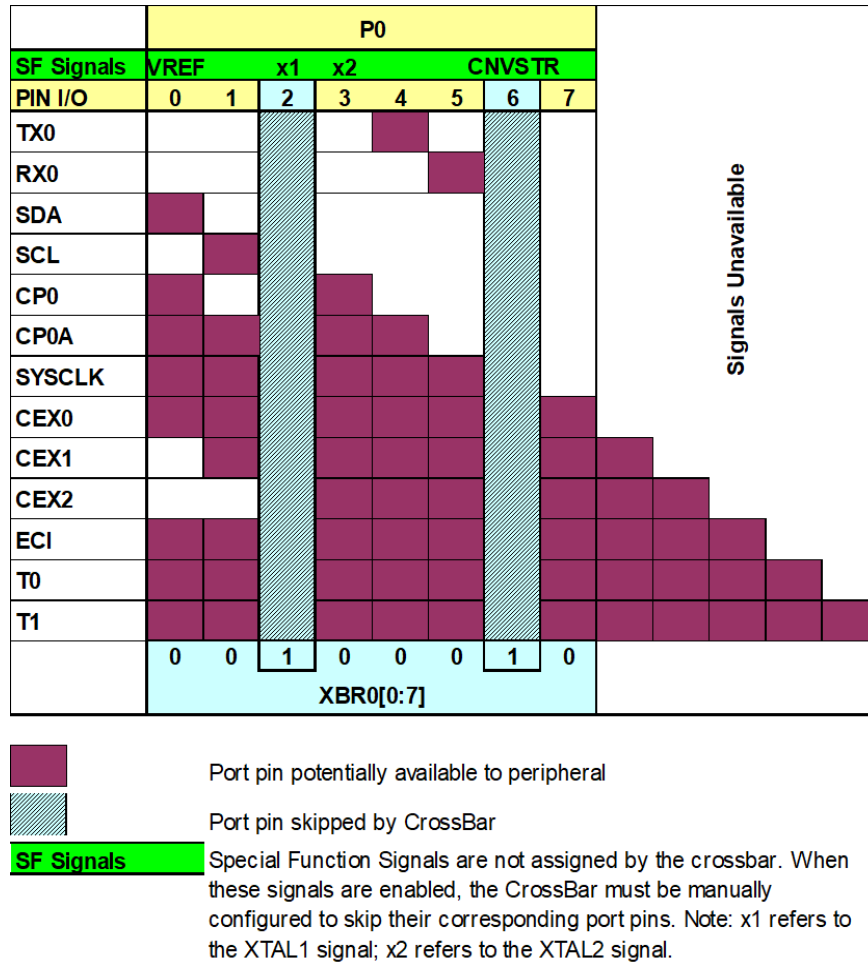 P0
SF Signals VREF x1 x2 CNVSTR
PIN I/O 0 1 2 3 4 5 6 7
TX0
RX0
SDA
SCL
CP0
CP0A
SYSCLK
CEX0
CEX1
CEX2
ECI
T0
T1
Signals Unavailable
0 0 1 0 0 0 1 0
XBR0[0:7]
Port pin potentially available to peripheral
Port pin skipped by CrossBar
SF Signals Special Function Signals are not assigned by the crossbar. When
these signals are enabled, the CrossBar must be manually
configured to skip their corresponding port pins. Note: x1 refers to
the XTAL1 signal; x2 refers to the XTAL2 signal.